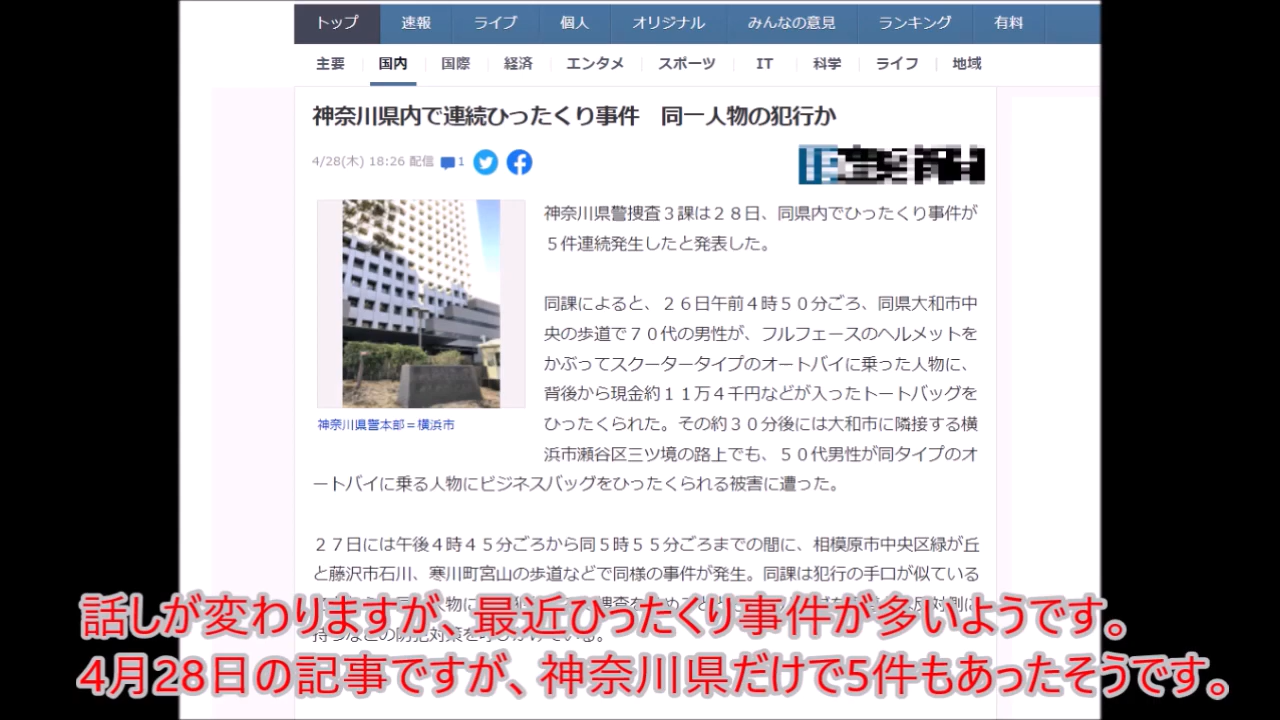 トップ 速報 ライブ 個人 オリジナル みんなの意見 ランキング 有料
主要 国内 国際 経済 エンタメ スポーツ IT 科学 ライフ 地域
神奈川県内で連続ひったくり事件　同一人物の犯行か
4/28(木) 18:26 配信 1
神奈川県警捜査３課は２８日、同県内でひったくり事件が
５件連続発生したと発表した。
同課によると、２６日午前４時５０分ごろ、同県大和市中
央の歩道で７０代の男性が、フルフェースのヘルメットを
かぶってスクータータイプのオートバイに乗った人物に、
背後から現金約１１万４千円などが入ったトートバッグを
ひったくられた。その約３０分後には大和市に隣接する横
浜市瀬谷区三ツ境の路上でも、５０代男性が同タイプのオ
ートバイに乗る人物にビジネスバッグをひったくられる被害に遭った。
神奈川県警本部＝横浜市
２７日には午後４時４５分ごろから同５時５５分ごろまでの間に、相模原市中央区緑が丘
と藤沢市石川、寒川町宮山の歩道などで同様の事件が発生。同課は犯行の手口が似ている
話しが変わりますが、最近ひったくり事件が多いようです。
4月28日の記事ですが、神奈川県だけで5件もあったそうです。